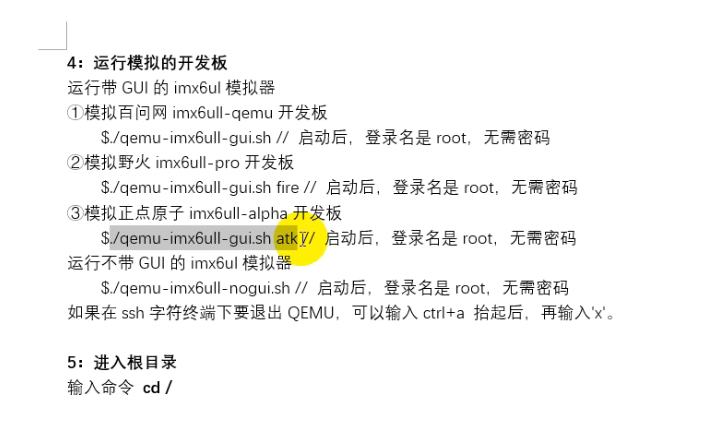 4：运行模拟的开发板
运行带 GUI 的 imx6ul 模拟器
①模拟百问网 imx6ull-qemu 开发板
$./qemu-imx6ull-gui.sh // 启动后，登录名是 root，无需密码
②模拟野火 imx6ull-pro 开发板
$./qemu-imx6ull-gui.sh fire // 启动后，登录名是 root，无需密码
③模拟正点原子 imx6ull-alpha 开发板
$./qemu-imx6ull-gui.sh atk // 启动后，登录名是 root，无需密码
运行不带 GUI 的 imx6ul 模拟器
$./qemu-imx6ull-nogui.sh // 启动后，登录名是 root，无需密码
如果在 ssh 字符终端下要退出 QEMU，可以输入 ctrl+a 抬起后，再输入'x'。
5：进入根目录
输入命令 cd /